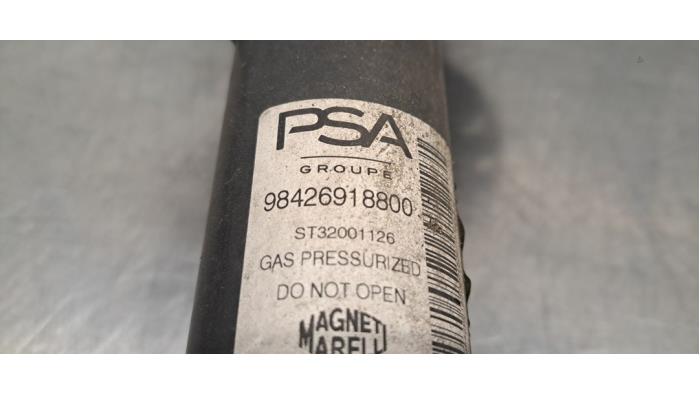 PSA
GROUPE
98426918800
ST32001126
GAS PRESSURIZED
DO NOT OPEN
MAGNETI
MARELLI